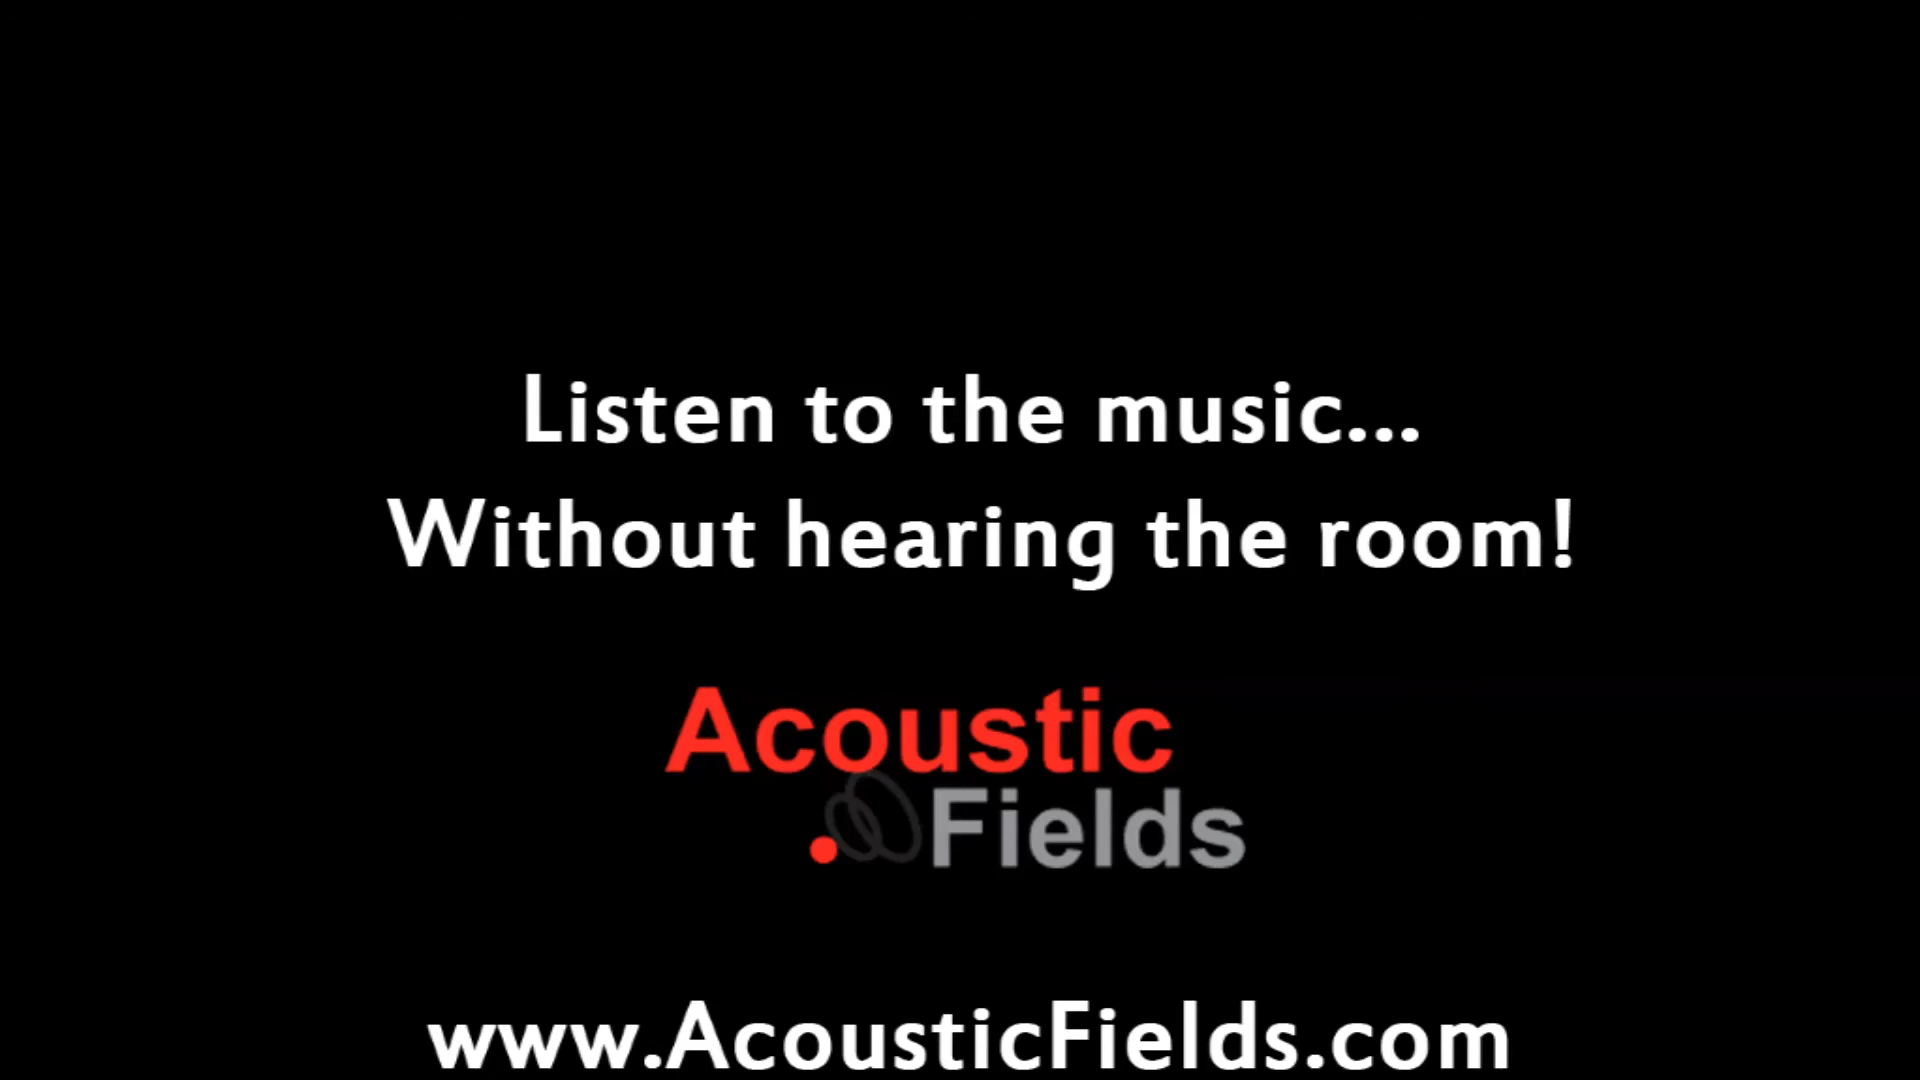 Listen to the music...
Without hearing the room!
Acoustic
Fields
www.AcousticFields.com